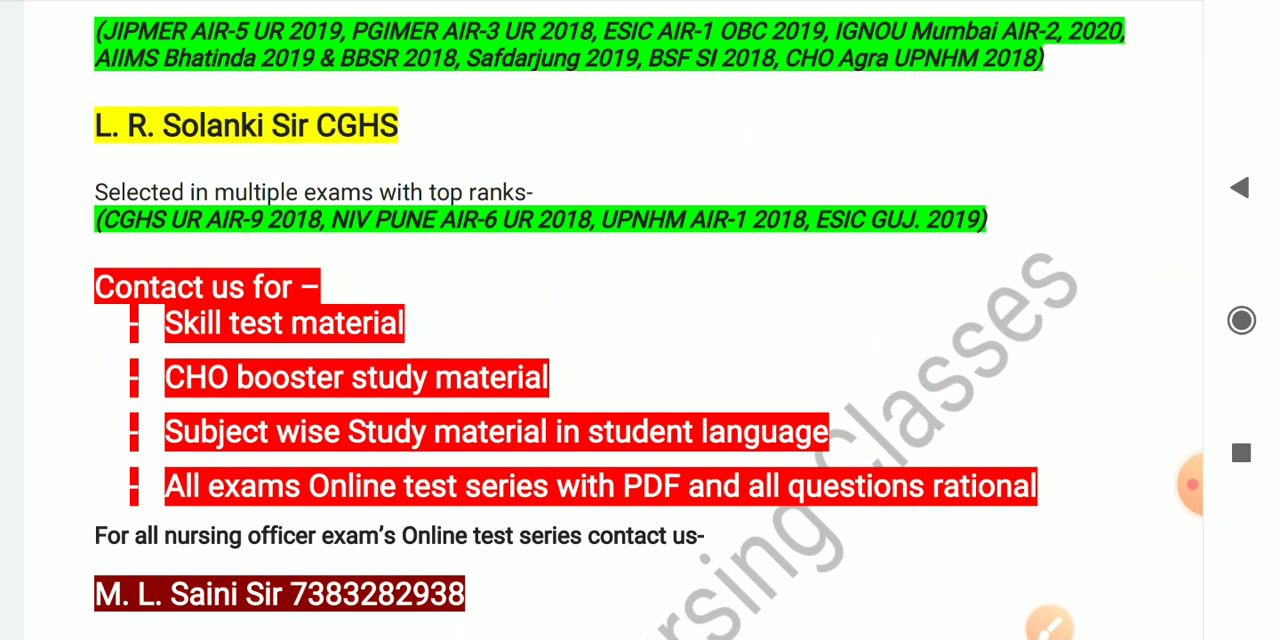 (JIPMER AIR-5 UR 2019, PGIMER AIR-3 UR 2018, ESIC AIR-1 OBC 2019, IGNOU Mumbai AIR-2, 2020,
AIIMS Bhatinda 2019 & BBSR 2018, Safdarjung 2019, BSF SI 2018, CHO Agra UPNHM 2018)
L. R. Solanki Sir CGHS
Selected in multiple exams with top ranks-
(CGHS UR AIR-9 2018, NIV PUNE AIR-6 UR 2018, UPNHM AIR-1 2018, ESIC GUJ. 2019)
Contact us for –
- Skill test material
- CHO booster study material
- Subject wise Study material in student language
- All exams Online test series with PDF and all questions rational
For all nursing officer exam’s Online test series contact us-
M. L. Saini Sir 7383282938
Classes